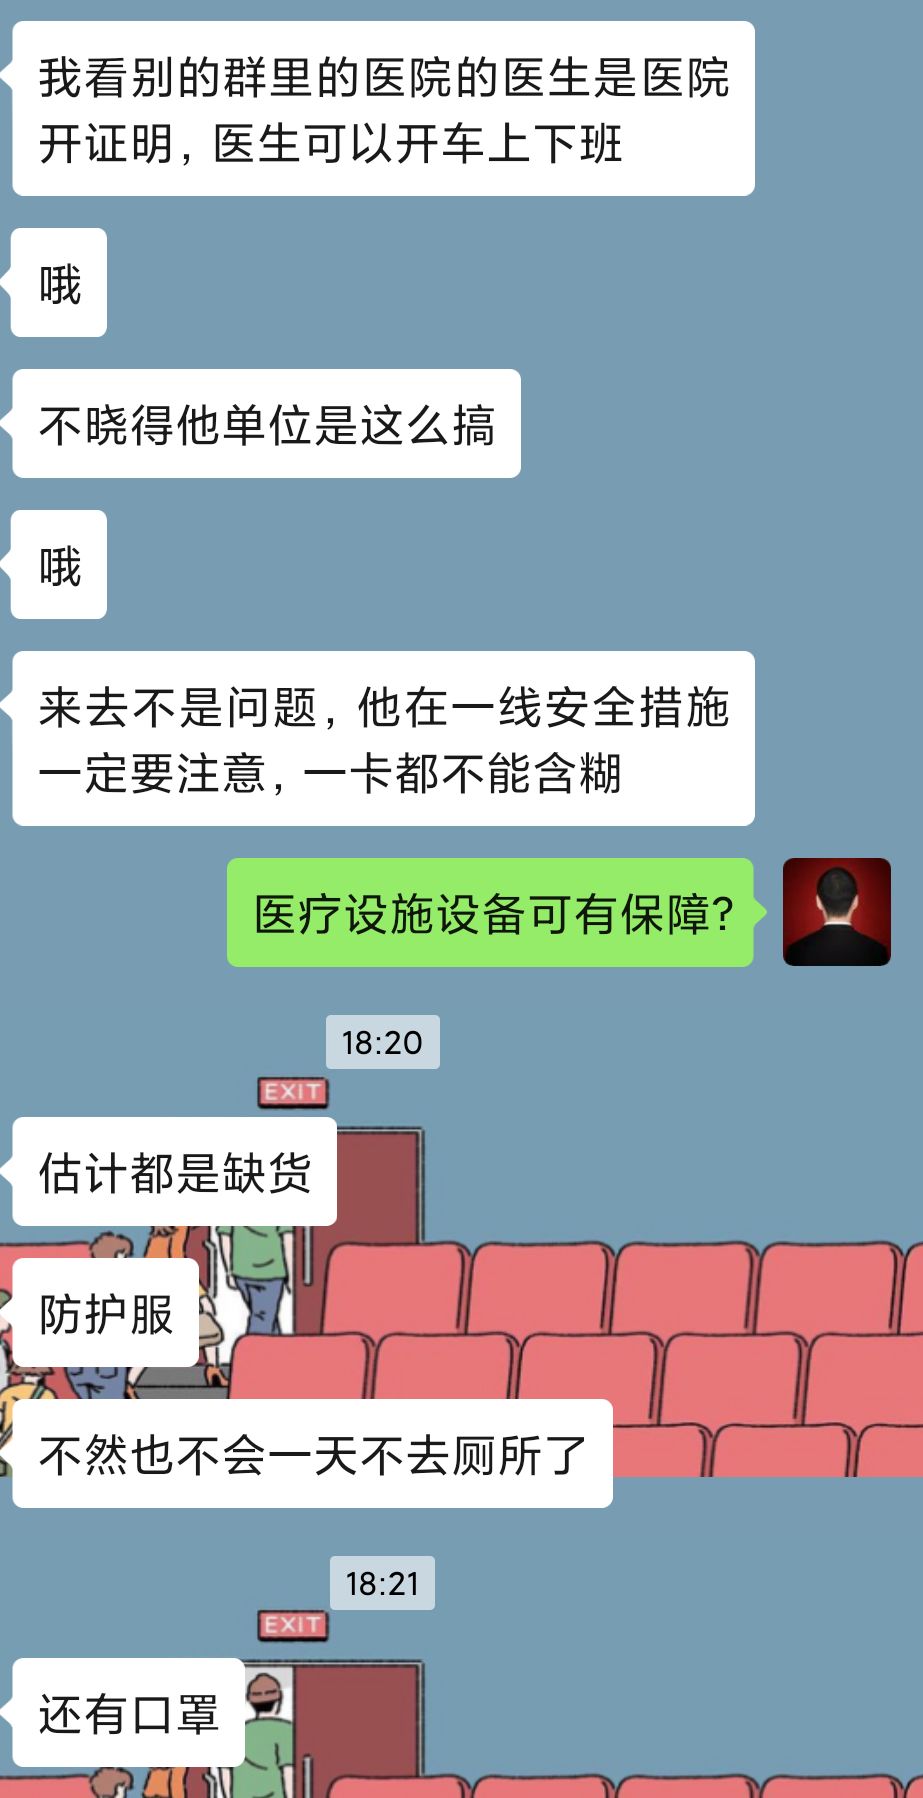 我看别的群里的医院的医生是医院
开证明，医生可以开车上下班
哦
不晓得他单位是这么搞
哦
来去不是问题，他在一线安全措施
一定要注意，一卡都不能含糊
医疗设施设备可有保障？
18:20
EXIT
估计都是缺货
防护服
不然也不会一天不去厕所了
18:21
EXIT
还有口罩